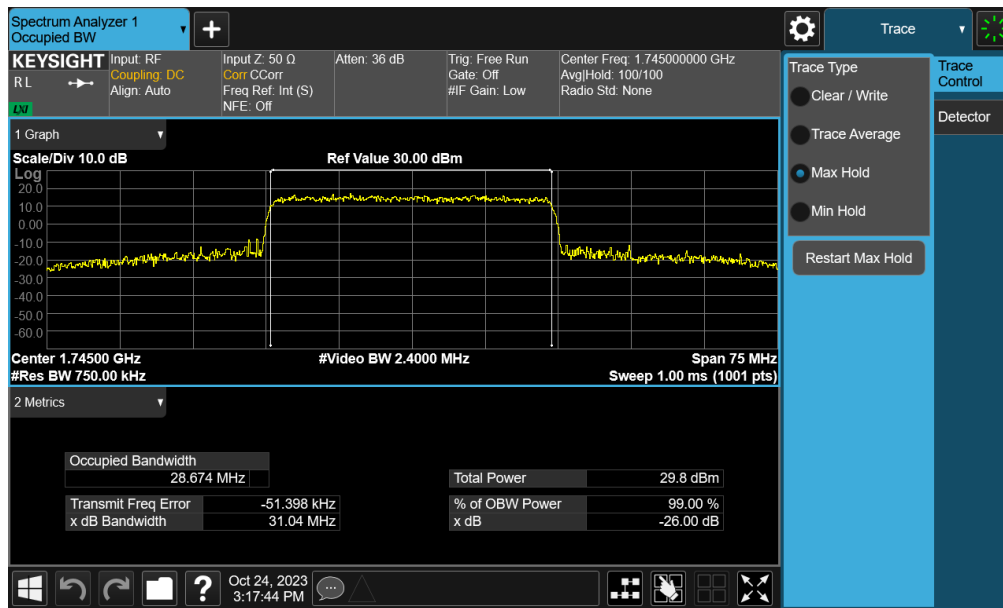 Spectrum Analyzer 1
Occupied BW
+
Trace
KEYSIGHT
R L
LXI
Input: RF
Coupling: DC
Align: Auto
Input Z: 50 Ω
Corr CCorr
Freq Ref: Int (S)
NFE: Off
Atten: 36 dB
Trig: Free Run
Gate: Off
#IF Gain: Low
Center Freq: 1.745000000 GHz
Avg|Hold: 100/100
Radio Std: None
Trace Type
Clear / Write
Trace Average
Max Hold
Min Hold
Restart Max Hold
Trace
Control
Detector
1 Graph
Scale/Div 10.0 dB
Ref Value 30.00 dBm
Log
20.0
10.0
0.00
-10.0
-20.0
-30.0
-40.0
-50.0
-60.0
Center 1.74500 GHz
#Video BW 2.4000 MHz
Span 75 MHz
#Res BW 750.00 kHz
Sweep 1.00 ms (1001 pts)
2 Metrics
Occupied Bandwidth
28.674 MHz
Total Power 29.8 dBm
Transmit Freq Error -51.398 kHz
% of OBW Power 99.00 %
x dB Bandwidth 31.04 MHz
x dB -26.00 dB
?
Oct 24, 2023
3:17:44 PM